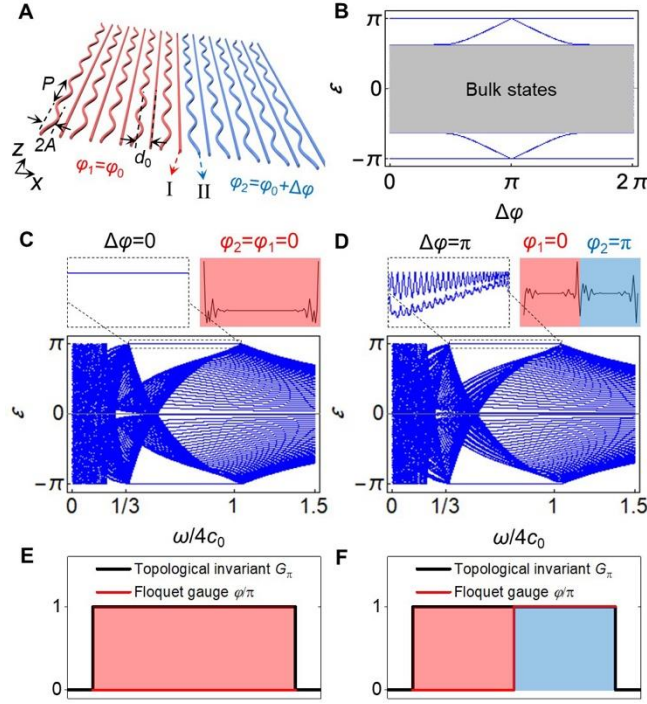 A
P
2A
d₀
Z
X
φ₁=φ₀
I
II
φ₂=φ₀+Δφ
B
π
ε
0
Bulk states
−π
0
π
2π
Δφ
C
Δφ=0
φ₂=φ₁=0
π
ε
0
−π
0
1/3
1
1.5
ω/4c₀
D
Δφ=π
φ₁=0
φ₂=π
π
ε
0
−π
0
1/3
1
1.5
ω/4c₀
E
Topological invariant Gπ
Floquet gauge φ/π
1
0
F
Topological invariant Gπ
Floquet gauge φ/π
1
0